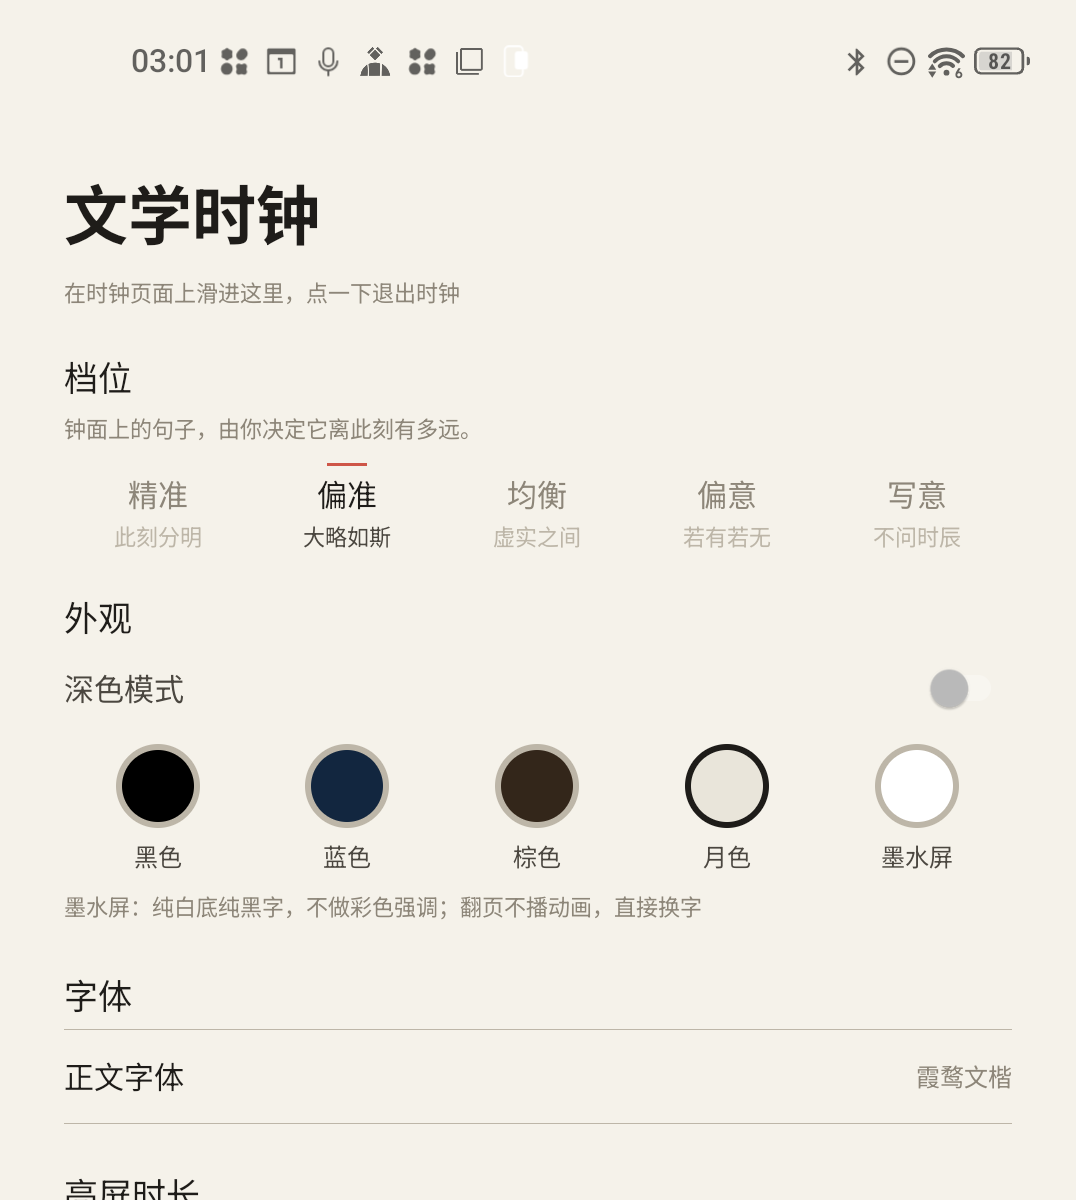 03:01
1
6
82
文学时钟
在时钟页面上滑进这里，点一下退出时钟
档位
钟面上的句子，由你决定它离此刻有多远。
精准 偏准 均衡 偏意 写意
此刻分明 大略如斯 虚实之间 若有若无 不问时辰
外观
深色模式
黑色 蓝色 棕色 月色 墨水屏
墨水屏：纯白底纯黑字，不做彩色强调；翻页不播动画，直接换字
字体
正文字体 霞鹜文楷